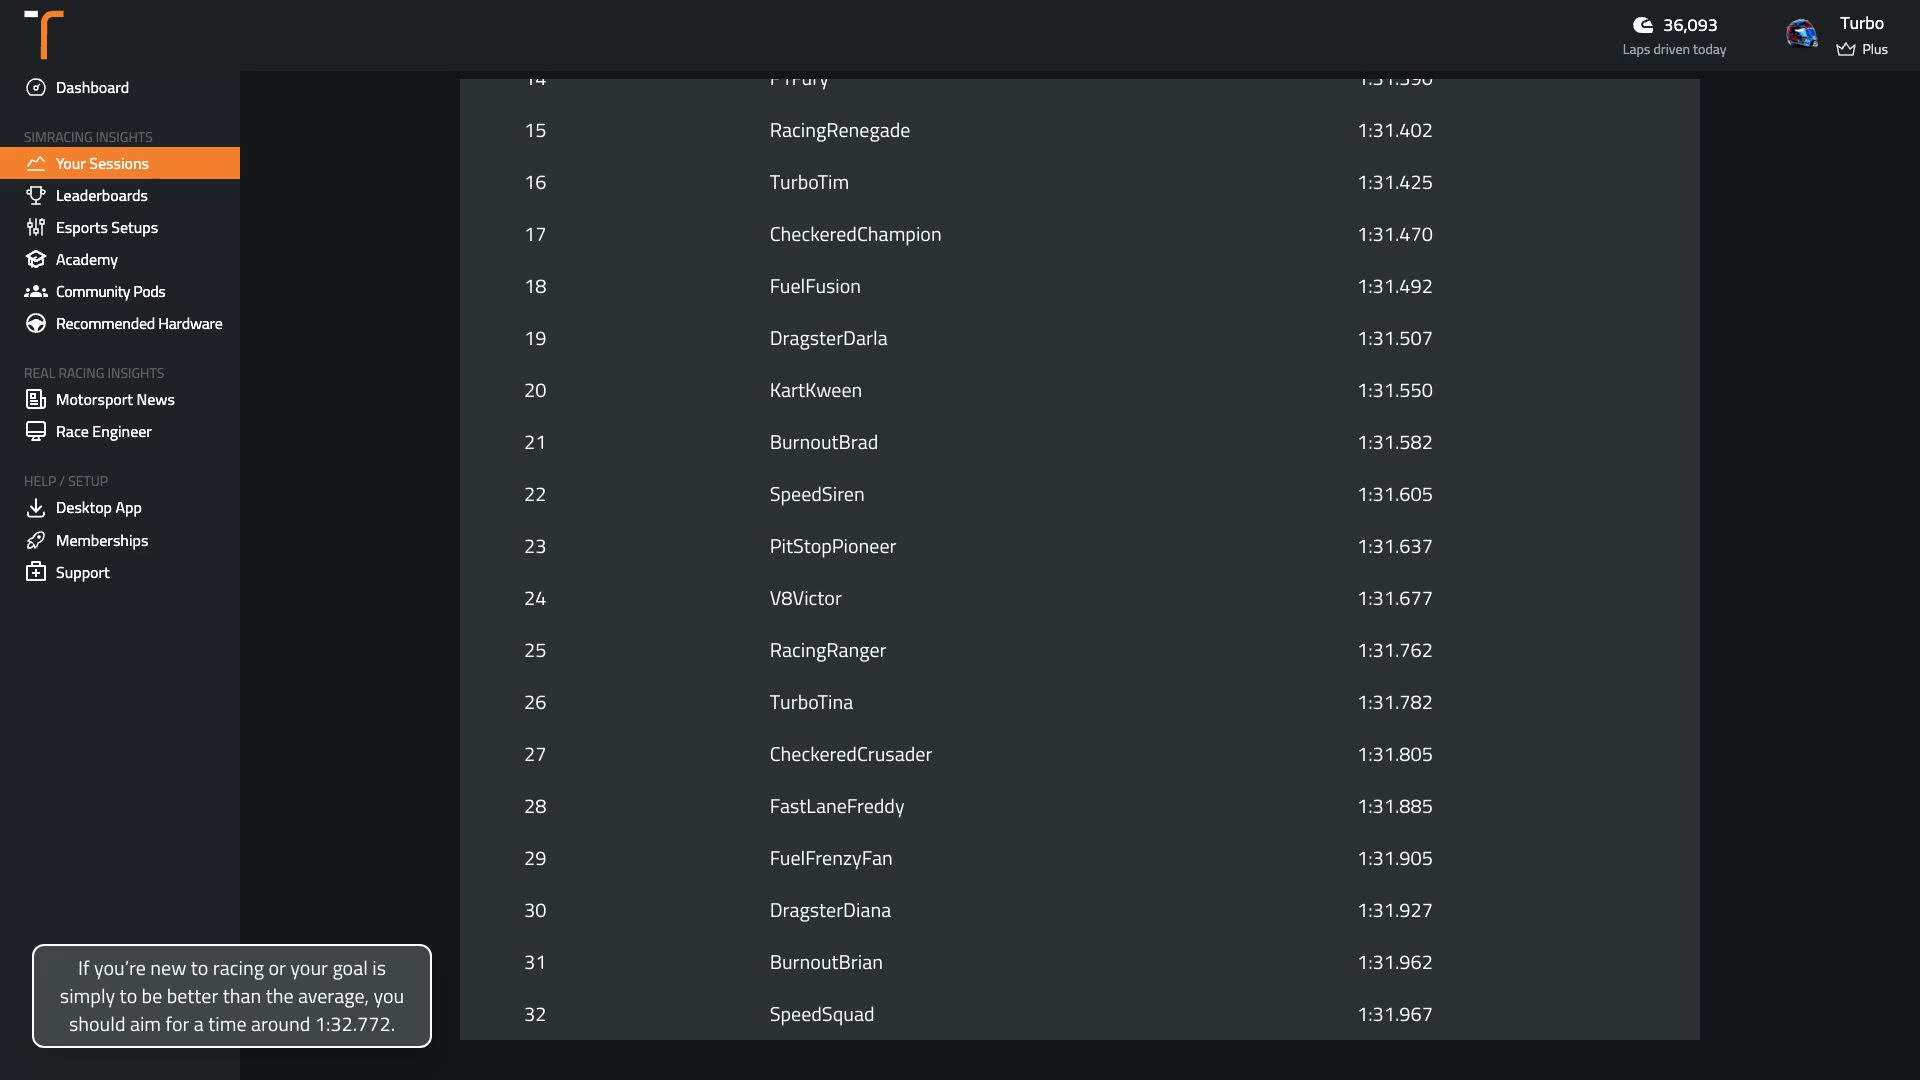 36,093
Laps driven today
Turbo
Plus
Dashboard
SIMRACING INSIGHTS
Your Sessions
Leaderboards
Esports Setups
Academy
Community Pods
Recommended Hardware
REAL RACING INSIGHTS
Motorsport News
Race Engineer
HELP / SETUP
Desktop App
Memberships
Support
If you’re new to racing or your goal is
simply to be better than the average, you
should aim for a time around 1:32.772.
14 F1Fury 1:31.390
15 RacingRenegade 1:31.402
16 TurboTim 1:31.425
17 CheckeredChampion 1:31.470
18 FuelFusion 1:31.492
19 DragsterDarla 1:31.507
20 KartKween 1:31.550
21 BurnoutBrad 1:31.582
22 SpeedSiren 1:31.605
23 PitStopPioneer 1:31.637
24 V8Victor 1:31.677
25 RacingRanger 1:31.762
26 TurboTina 1:31.782
27 CheckeredCrusader 1:31.805
28 FastLaneFreddy 1:31.885
29 FuelFrenzyFan 1:31.905
30 DragsterDiana 1:31.927
31 BurnoutBrian 1:31.962
32 SpeedSquad 1:31.967